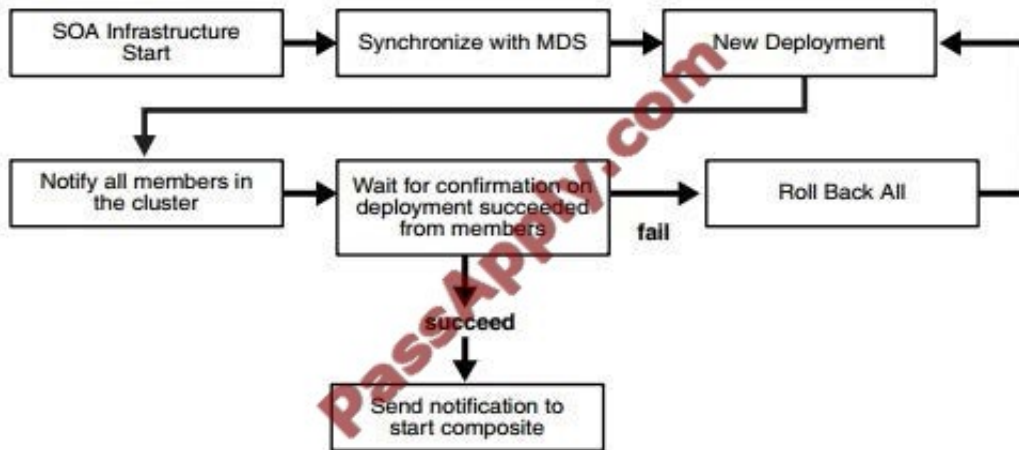 SOA Infrastructure
Start
Synchronize with MDS
New Deployment
Notify all members in
the cluster
Wait for confirmation on
deployment succeeded
from members
fail
Roll Back All
succeed
Send notification to
start composite
PassApply.com